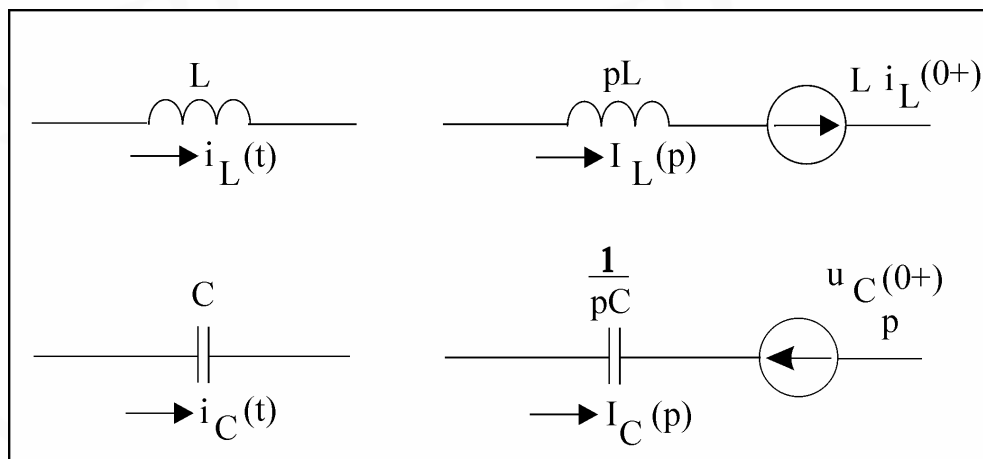 L
pL
L i_L(0+)
i_L(t)
I_L(p)
C
1
pC
u_C(0+)
p
i_C(t)
I_C(p)